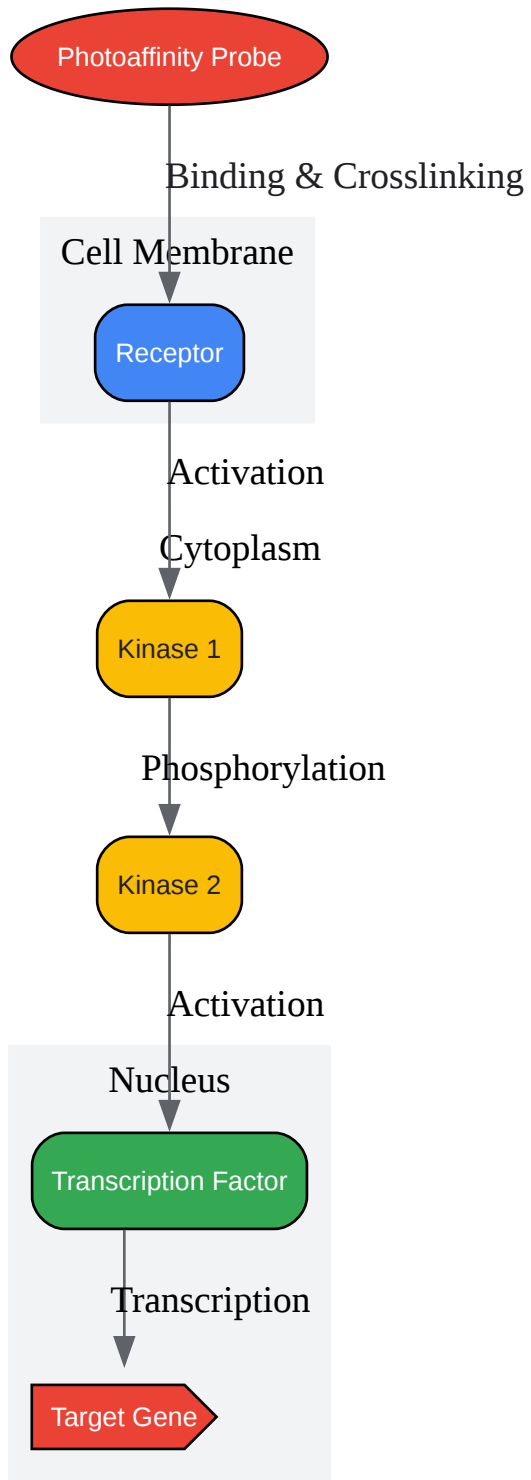 Photoaffinity Probe
Binding & Crosslinking
Cell Membrane
Receptor
Activation
Cytoplasm
Kinase 1
Phosphorylation
Kinase 2
Activation
Nucleus
Transcription Factor
Transcription
Target Gene